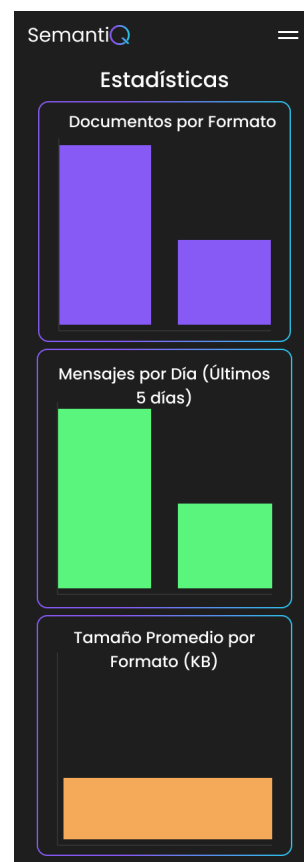 SemantiQ
Estadísticas
Documentos por Formato
Mensajes por Día (Últimos
5 días)
Tamaño Promedio por
Formato (KB)